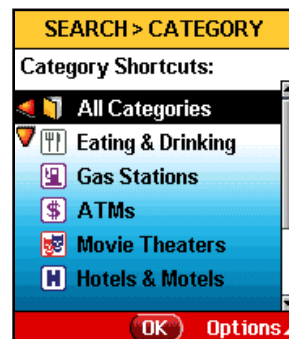 SEARCH > CATEGORY
Category Shortcuts:
All Categories
Eating & Drinking
Gas Stations
$ ATMs
Movie Theaters
H Hotels & Motels
OK Options